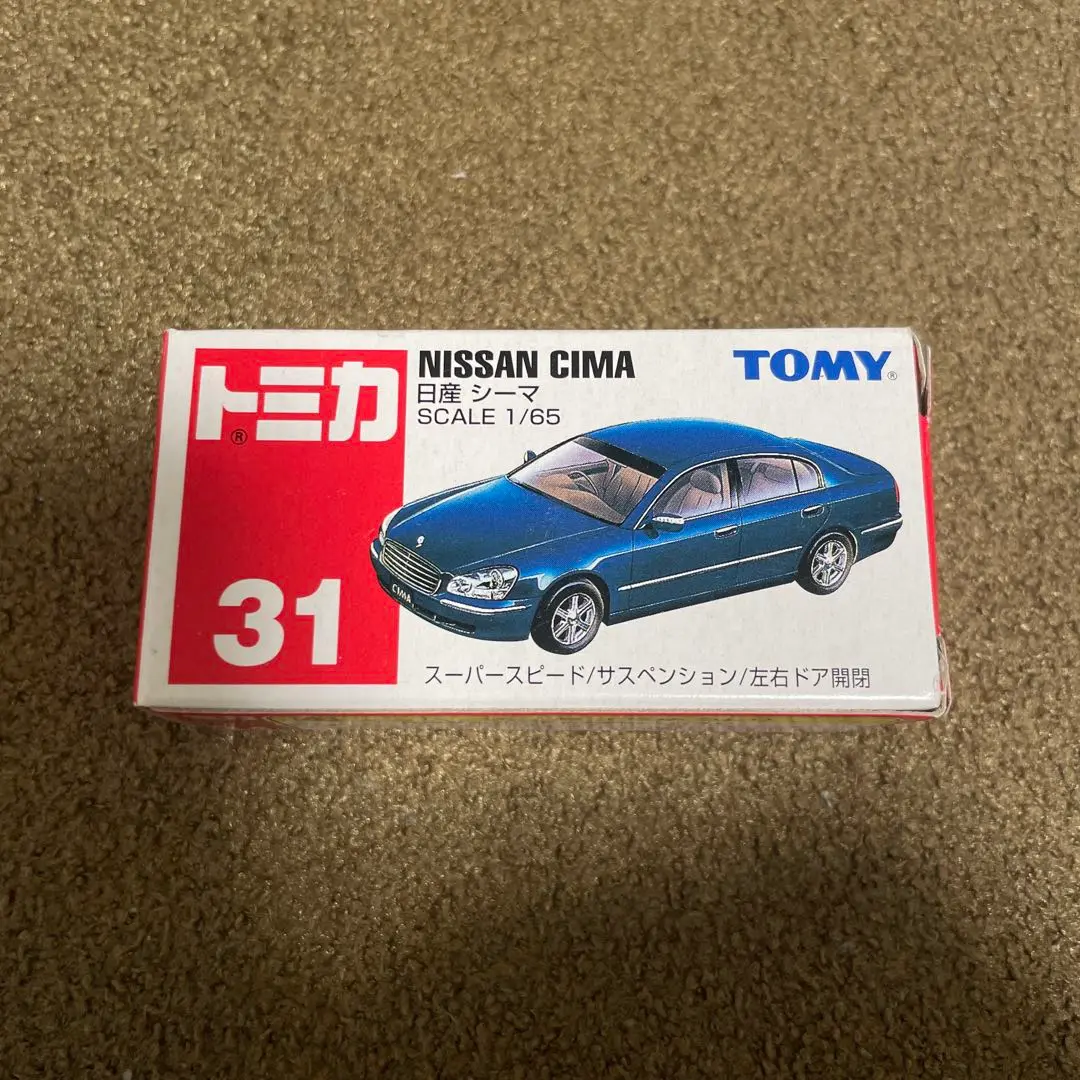 トミカ®
31
NISSAN CIMA
日産 シーマ
SCALE 1/65
TOMY®
CIMA
スーパースピード/サスペンション/左右ドア開閉